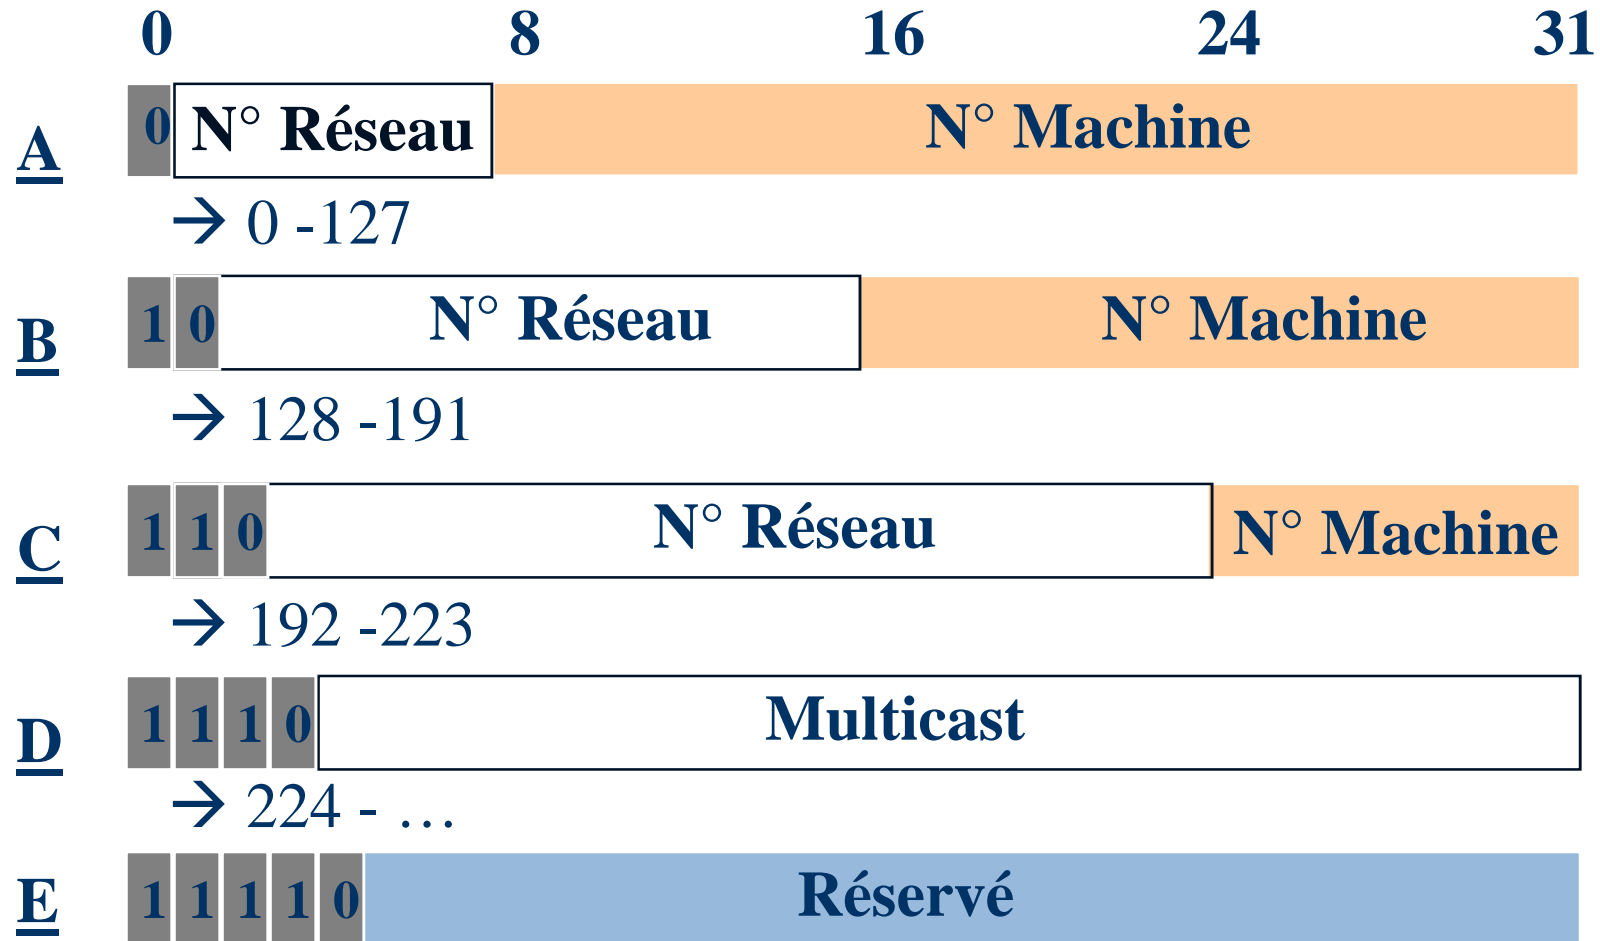 0 8 16 24 31
A 0 N° Réseau N° Machine
→ 0 -127
B 1 0 N° Réseau N° Machine
→ 128 -191
C 1 1 0 N° Réseau N° Machine
→ 192 -223
D 1 1 1 0 Multicast
→ 224 - …
E 1 1 1 1 0 Réservé